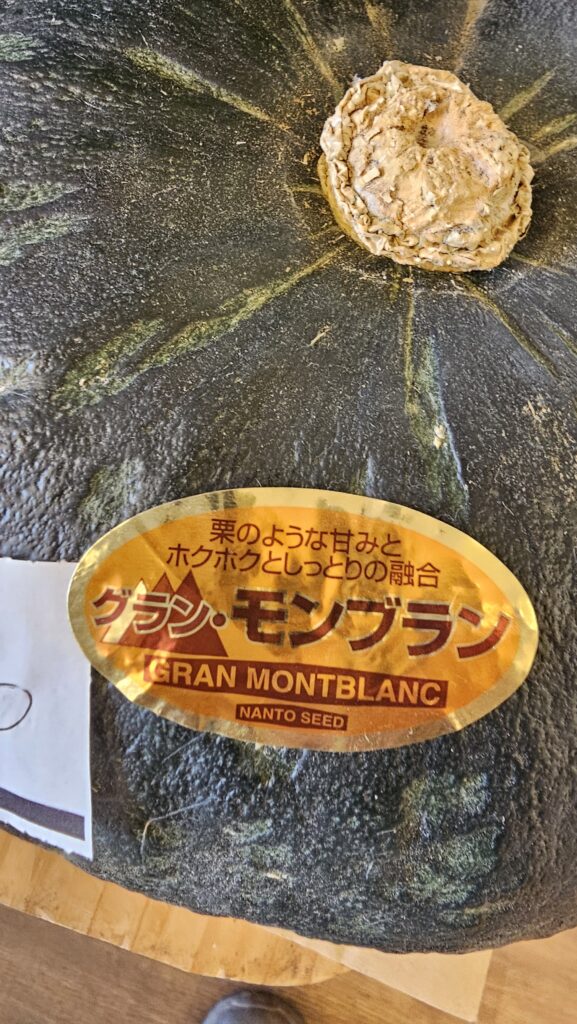 栗のような甘みと
ホクホクとしっとりの融合
グラン・モンブラン
GRAN MONTBLANC
NANTO SEED